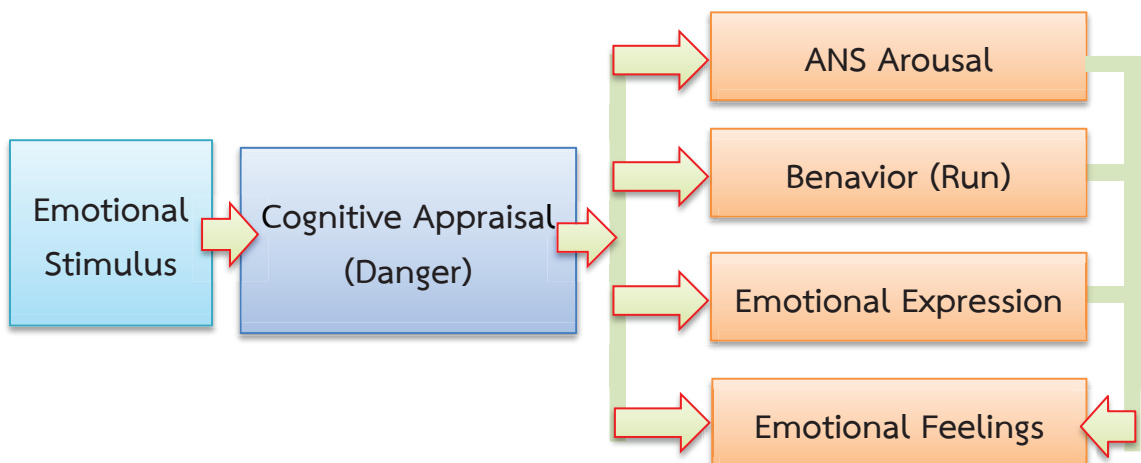 Emotional
Stimulus
Cognitive Appraisal
(Danger)
ANS Arousal
Benavior (Run)
Emotional Expression
Emotional Feelings